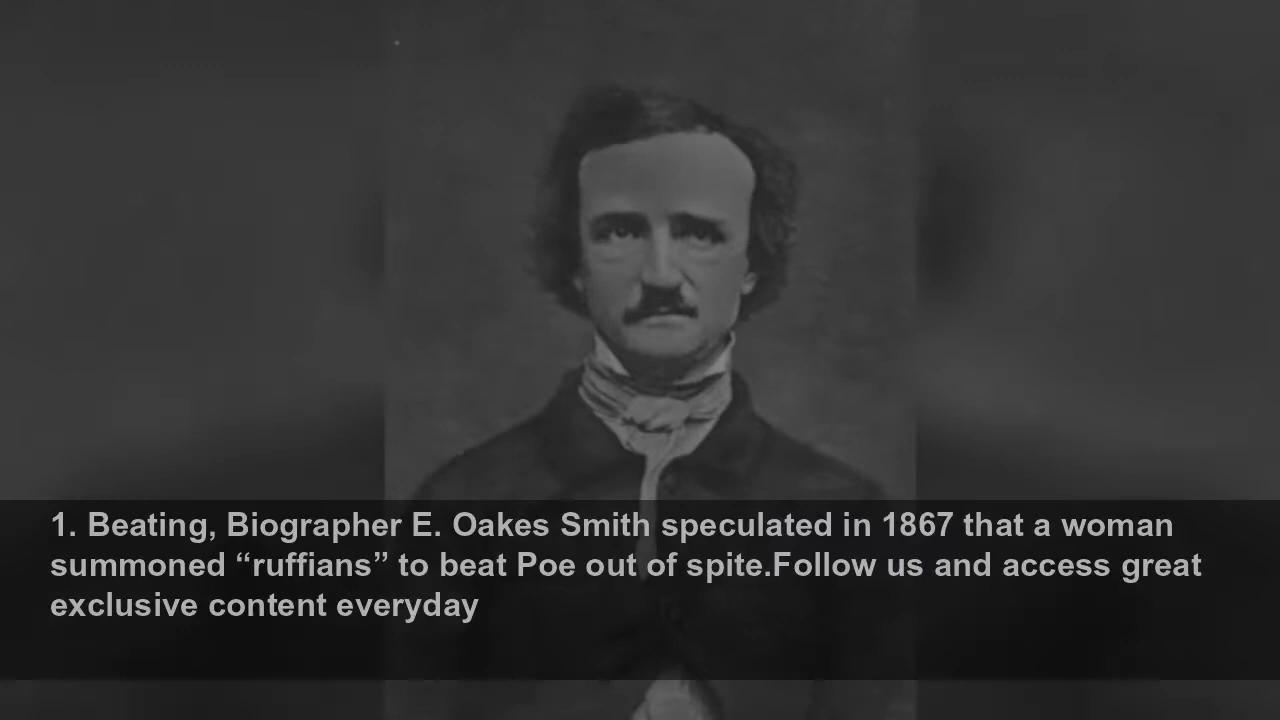 1. Beating, Biographer E. Oakes Smith speculated in 1867 that a woman
summoned “ruffians” to beat Poe out of spite.Follow us and access great
exclusive content everyday